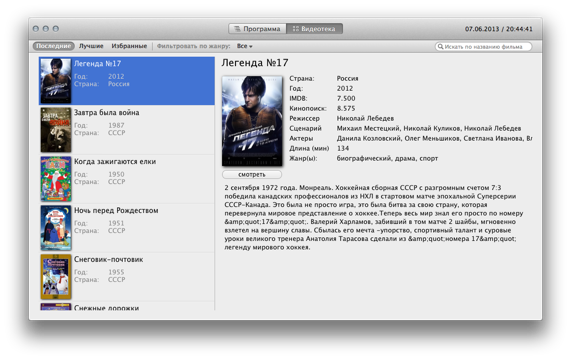 Программа Видеотека 07.06.2013 / 20:44:41
Последние Лучшие Избранные Фильтровать по жанру: Все Искать по названию фильма
Легенда №17
Год: 2012
Страна: Россия
Завтра была война
Год: 1987
Страна: СССР
Когда зажигаются елки
Год: 1950
Страна: СССР
Ночь перед Рождеством
Год: 1951
Страна: СССР
Снеговик-почтовик
Год: 1955
Страна: СССР
Снежные дорожки
Легенда №17
ЛЕГЕНДА
17
смотреть
Страна: Россия
Год: 2012
IMDB: 7.500
Кинопоиск: 8.575
Режиссер Николай Лебедев
Сценарий Михаил Местецкий, Николай Куликов, Николай Лебедев
Актеры Данила Козловский, Олег Меньшиков, Светлана Иванова, Вл
Длина (мин) 134
Жанр(ы): биографический, драма, спорт
2 сентября 1972 года. Монреаль. Хоккейная сборная СССР с разгромным счетом 7:3
победила канадских профессионалов из НХЛ в стартовом матче эпохальной Суперсерии
СССР-Канада. Это была не просто игра, это была битва за свою страну, которая
перевернула мировое представление о хоккее.Теперь весь мир знал его просто по номеру
&amp;quot;17&amp;quot;. Валерий Харламов, забивший в том матче 2 шайбы, мгновенно
взлетел на вершину славы. Сбылась его мечта –упорство, спортивный талант и суровые
уроки великого тренера Анатолия Тарасова сделали из &amp;quot;номера 17&amp;quot;
легенду мирового хоккея.